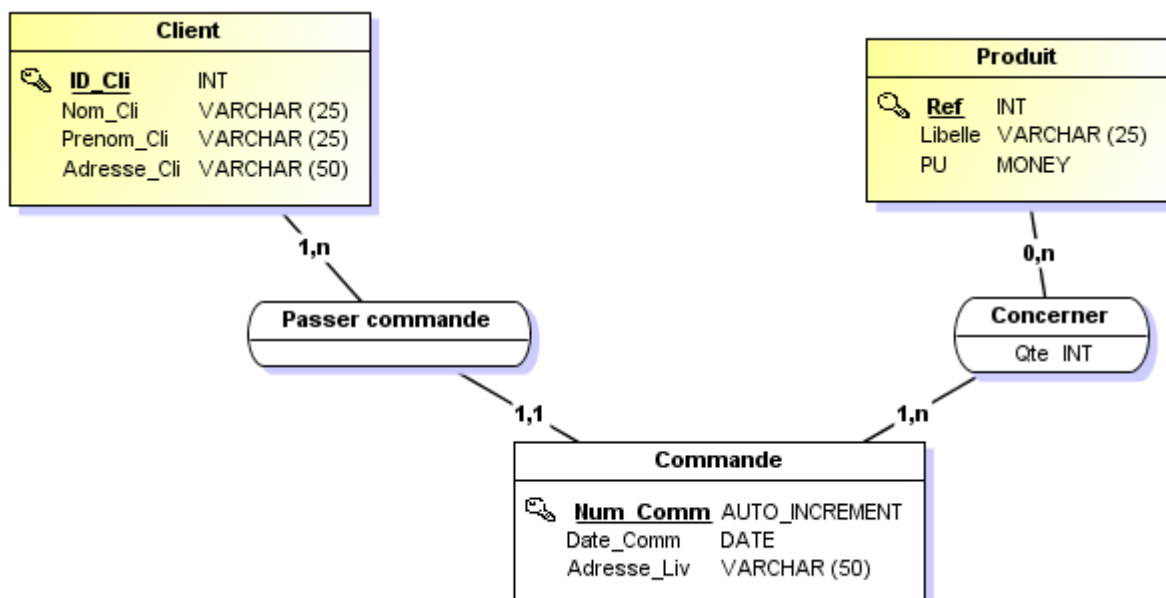 Client
ID_Cli INT
Nom_Cli VARCHAR (25)
Prenom_Cli VARCHAR (25)
Adresse_Cli VARCHAR (50)
Produit
Ref INT
Libelle VARCHAR (25)
PU MONEY
1,n
0,n
Passer commande
Concerner
Qte INT
1,1
1,n
Commande
Num_Comm AUTO_INCREMENT
Date_Comm DATE
Adresse_Liv VARCHAR (50)